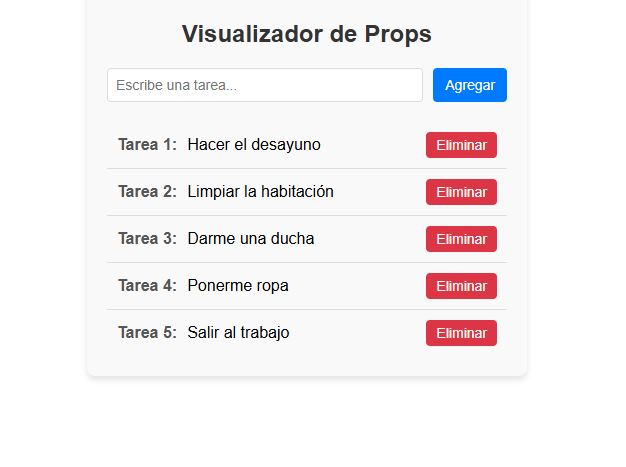 Visualizador de Props
Escribe una tarea... Agregar
Tarea 1: Hacer el desayuno Eliminar
Tarea 2: Limpiar la habitación Eliminar
Tarea 3: Darme una ducha Eliminar
Tarea 4: Ponerme ropa Eliminar
Tarea 5: Salir al trabajo Eliminar